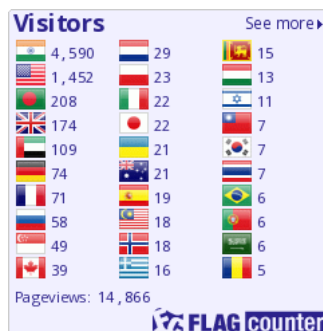 Visitors See more
4,590 29 15
1,452 23 13
208 22 11
174 22 7
109 21 7
74 21 7
71 19 6
58 18 6
49 18 6
39 16 5
Pageviews: 14,866
FLAG counter